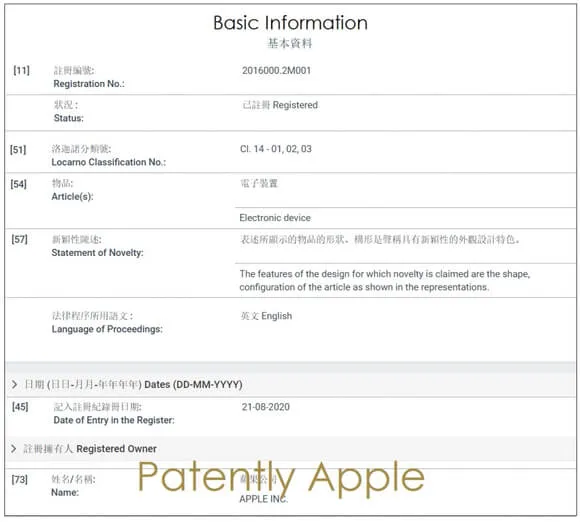 Basic Information
基本資料
[11] 註冊編號: 2016000.2M001
Registration No.:
狀況 : 已註冊 Registered
Status:
[51] 洛迦諾分類號: Cl. 14 - 01, 02, 03
Locarno Classification No.:
[54] 物品: 電子裝置
Article(s):
Electronic device
[57] 新穎性陳述: 表述所顯示的物品的形狀、構形是聲稱具有新穎性的外觀設計特色。
Statement of Novelty:
The features of the design for which novelty is claimed are the shape,
configuration of the article as shown in the representations.
法律程序所用語文 : 英文 English
Language of Proceedings:
日期 (日日-月月-年年年年) Dates (DD-MM-YYYY)
[45] 記入註冊紀錄冊日期: 21-08-2020
Date of Entry in the Register:
註冊擁有人 Registered Owner
[73] 姓名/名稱: 蘋果公司
Name: APPLE INC.
Patently Apple